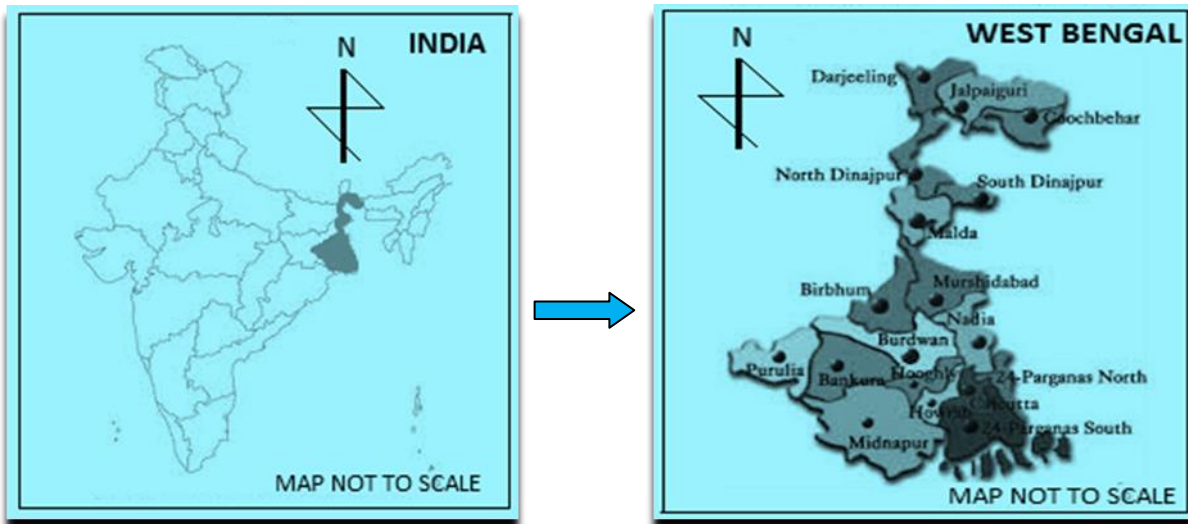 N
INDIA
MAP NOT TO SCALE
N
WEST BENGAL
Darjeeling
Jalpaiguri
Coochbehar
North Dinajpur
South Dinajpur
Malda
Birbhum
Murshidabad
Nadia
Burdwan
Purulia
Bankura
Hooghly
24-Parganas North
Howrah
Calcutta
24-Parganas South
Midnapur
MAP NOT TO SCALE